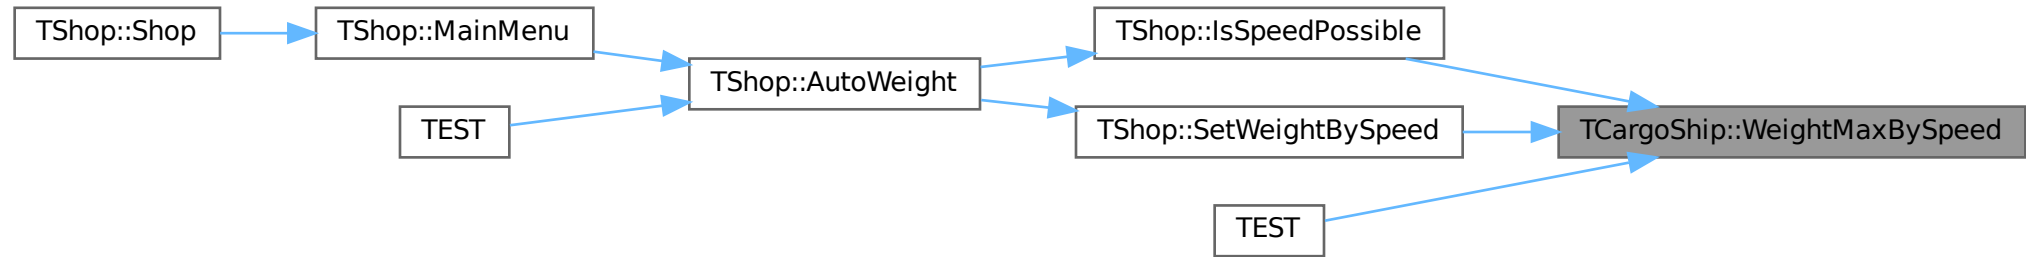 TShop::Shop
TShop::MainMenu
TShop::IsSpeedPossible
TShop::AutoWeight
TEST
TShop::SetWeightBySpeed
TCargoShip::WeightMaxBySpeed
TEST